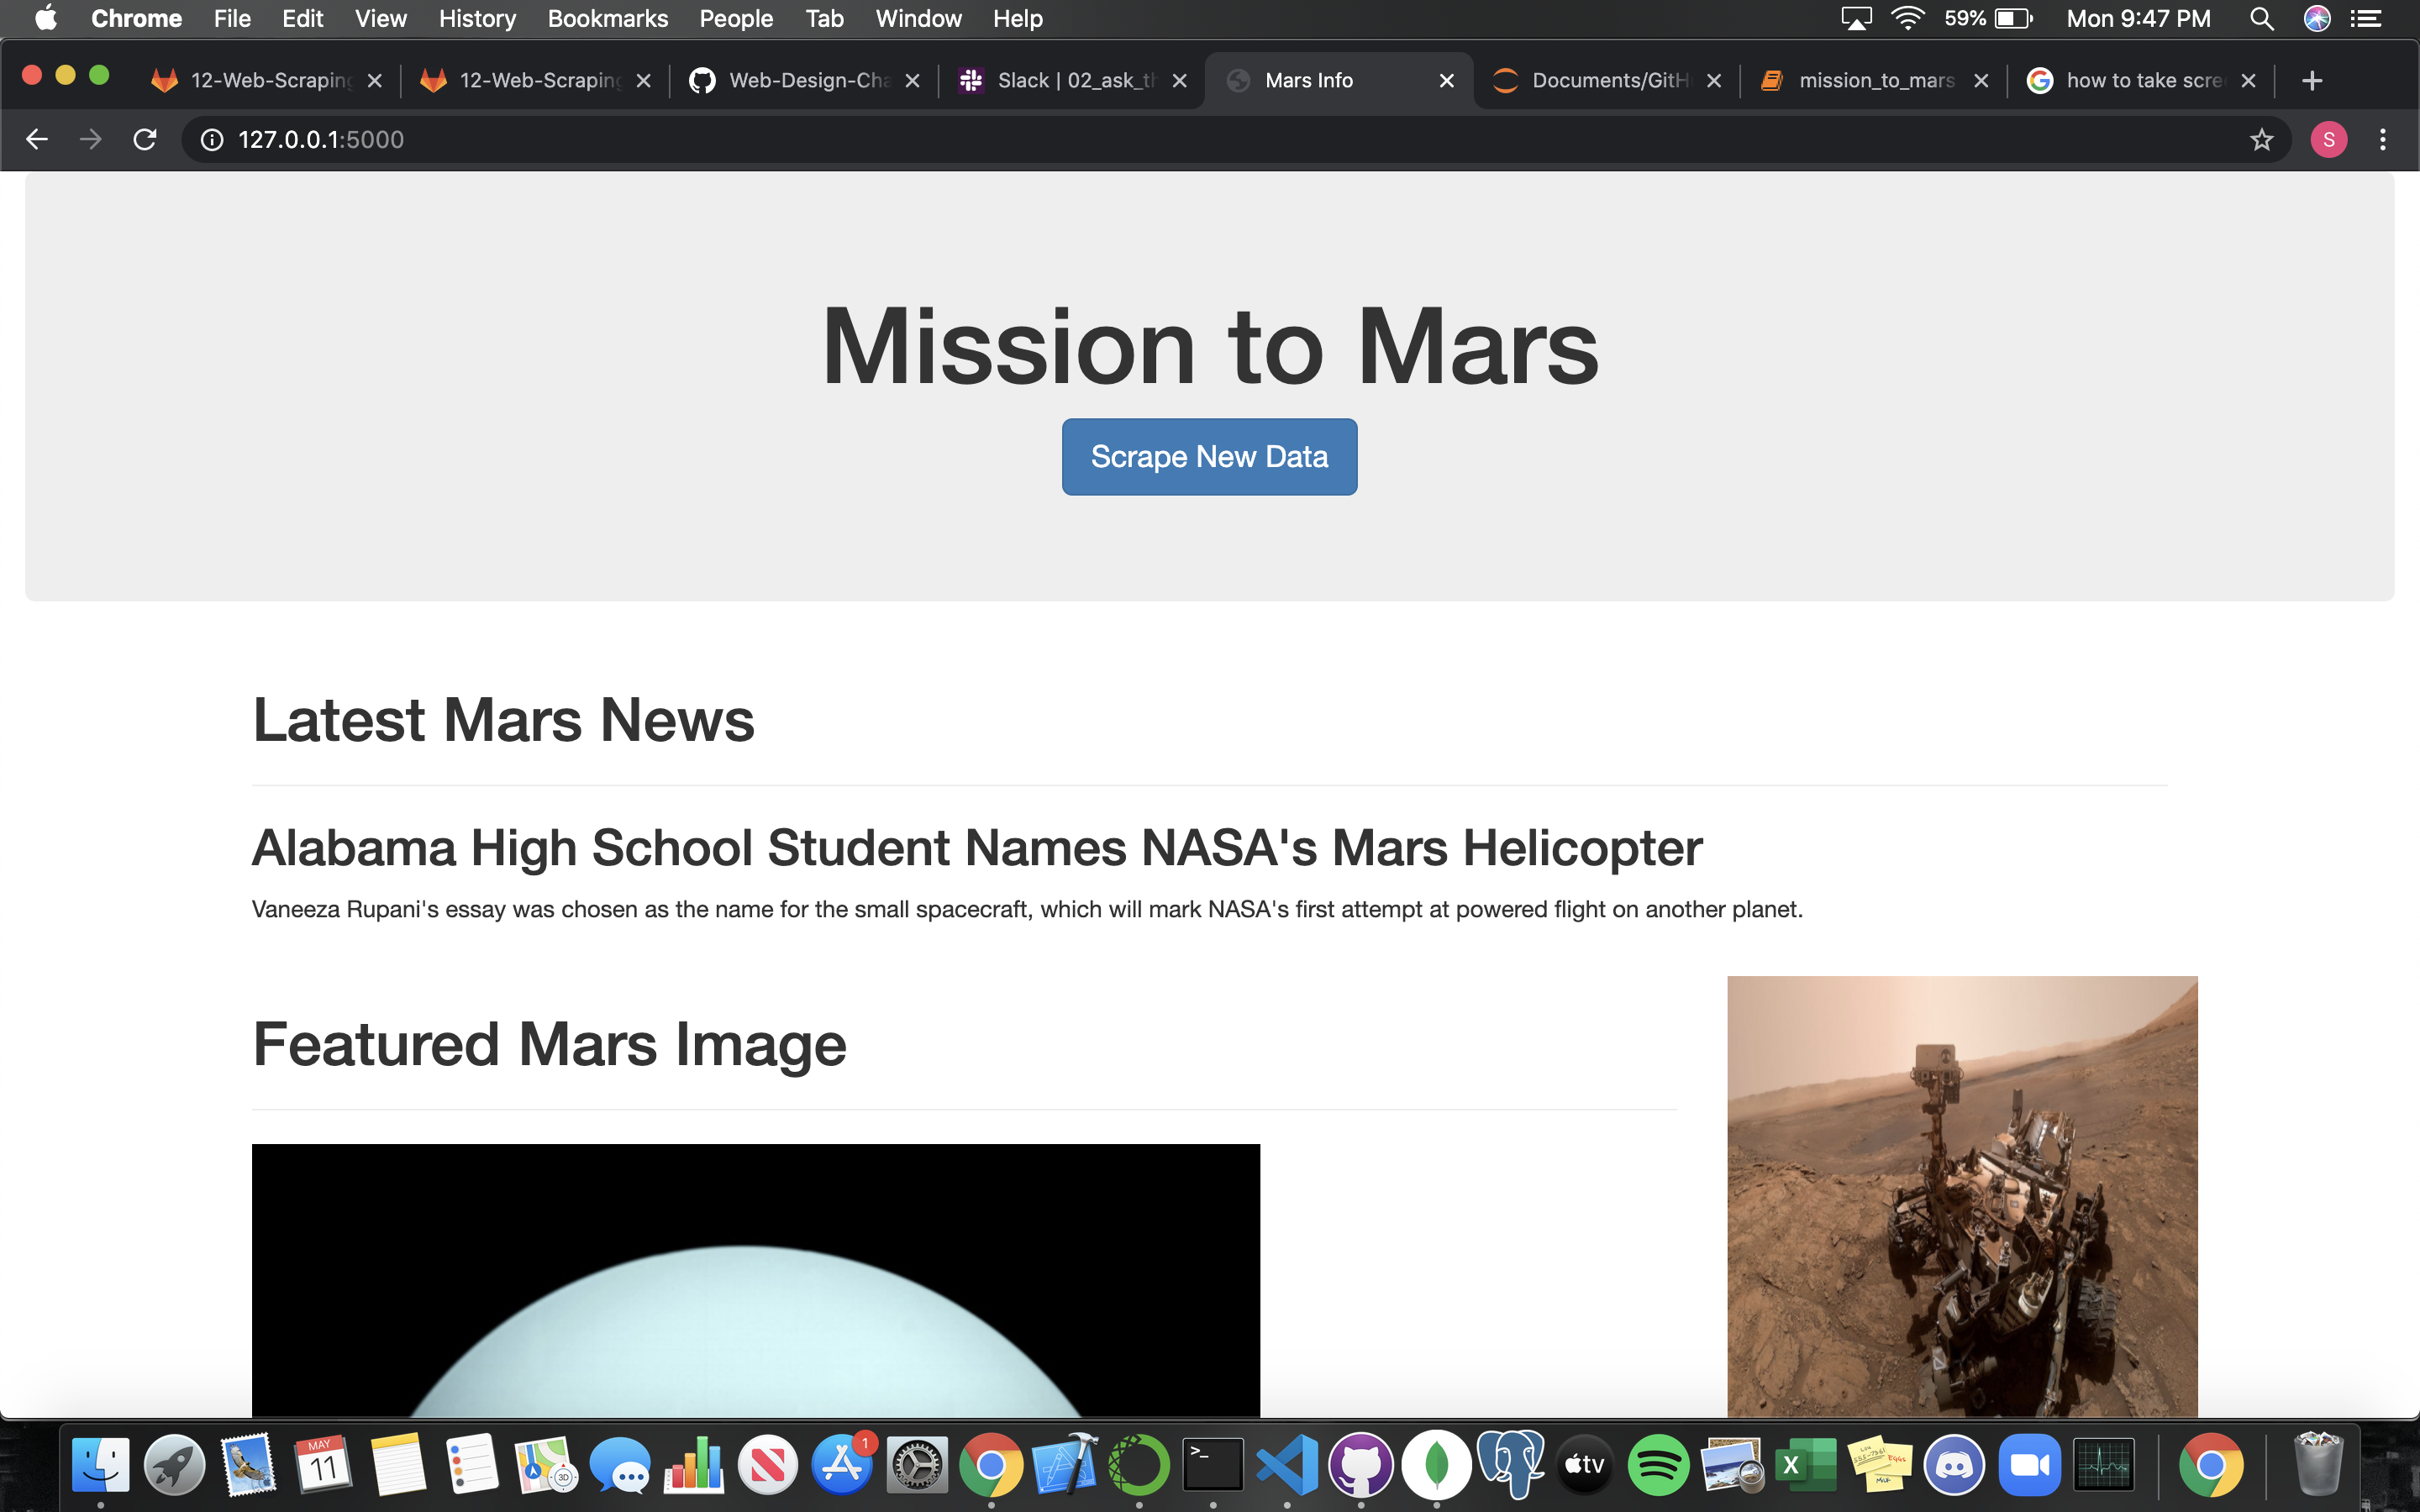 Chrome File Edit View History Bookmarks People Tab Window Help 59% Mon 9:47 PM
12-Web-Scraping 12-Web-Scraping Web-Design-Cha Slack | 02_ask_th Mars Info Documents/GitH mission_to_mars how to take scre
127.0.0.1:5000 S
Mission to Mars
Scrape New Data
Latest Mars News
Alabama High School Student Names NASA's Mars Helicopter
Vaneeza Rupani's essay was chosen as the name for the small spacecraft, which will mark NASA's first attempt at powered flight on another planet.
Featured Mars Image
MAY
11
3D
1
>_
tv
X